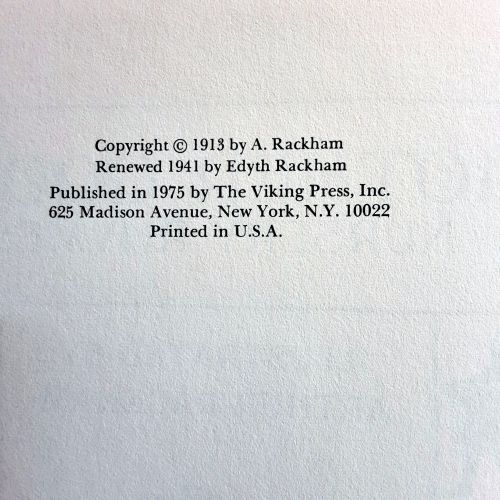 Copyright © 1913 by A. Rackham
Renewed 1941 by Edyth Rackham
Published in 1975 by The Viking Press, Inc.
625 Madison Avenue, New York, N.Y. 10022
Printed in U.S.A.